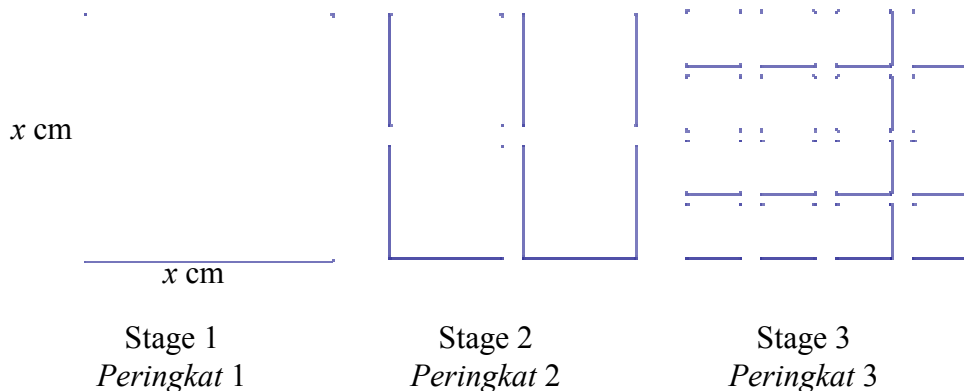 x cm
x cm
Stage 1
Peringkat 1
Stage 2
Peringkat 2
Stage 3
Peringkat 3